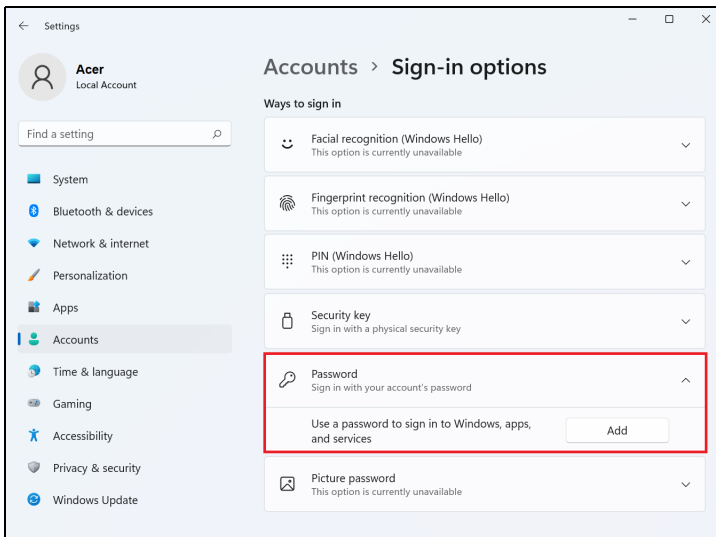 Settings
Acer
Local Account
Find a setting
System
Bluetooth & devices
Network & internet
Personalization
Apps
Accounts
Time & language
Gaming
Accessibility
Privacy & security
Windows Update
Accounts > Sign-in options
Ways to sign in
Facial recognition (Windows Hello)
This option is currently unavailable
Fingerprint recognition (Windows Hello)
This option is currently unavailable
PIN (Windows Hello)
This option is currently unavailable
Security key
Sign in with a physical security key
Password
Sign in with your account's password
Use a password to sign in to Windows, apps,
and services
Add
Picture password
This option is currently unavailable